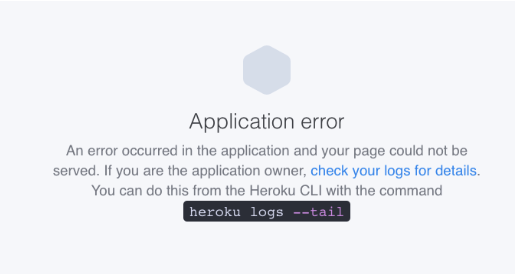 Application error
An error occurred in the application and your page could not be
served. If you are the application owner, check your logs for details.
You can do this from the Heroku CLI with the command
heroku logs --tail